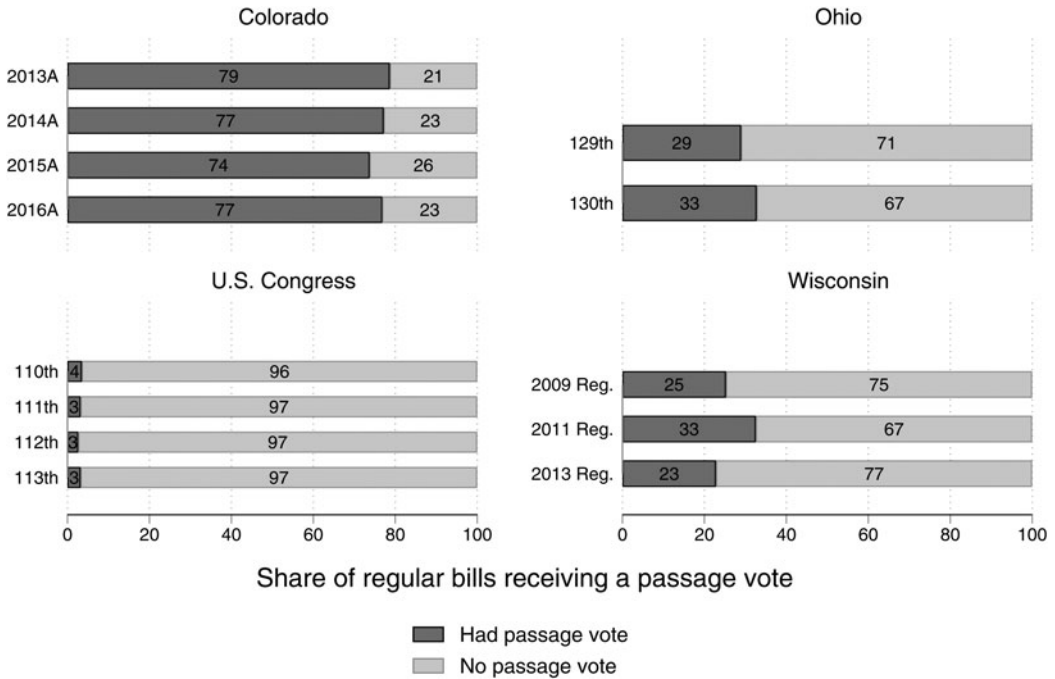 Colorado
2013A 79 21
2014A 77 23
2015A 74 26
2016A 77 23
Ohio
129th 29 71
130th 33 67
U.S. Congress
110th 4 96
111th 3 97
112th 3 97
113th 3 97
0 20 40 60 80 100
Wisconsin
2009 Reg. 25 75
2011 Reg. 33 67
2013 Reg. 23 77
0 20 40 60 80 100
Share of regular bills receiving a passage vote
Had passage vote
No passage vote